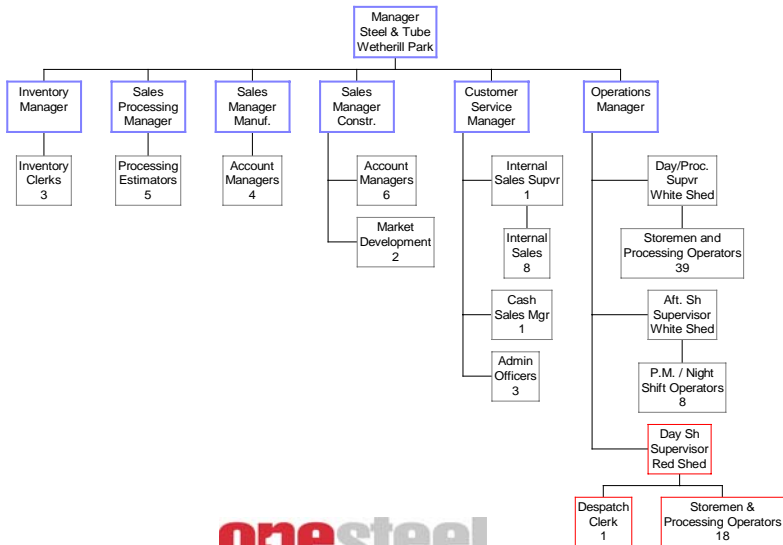 Manager
Steel & Tube
Wetherill Park
Inventory
Manager
Sales
Processing
Manager
Sales
Manager
Manuf.
Sales
Manager
Constr.
Customer
Service
Manager
Operations
Manager
Inventory
Clerks
3
Processing
Estimators
5
Account
Managers
4
Account
Managers
6
Market
Development
2
Internal
Sales Supvr
1
Internal
Sales
8
Cash
Sales Mgr
1
Admin
Officers
3
Day/Proc.
Supvr
White Shed
Storemen and
Processing Operators
39
Aft. Sh
Supervisor
White Shed
P.M. / Night
Shift Operators
8
Day Sh
Supervisor
Red Shed
Despatch
Clerk
1
Storemen &
Processing Operators
18
onesteel